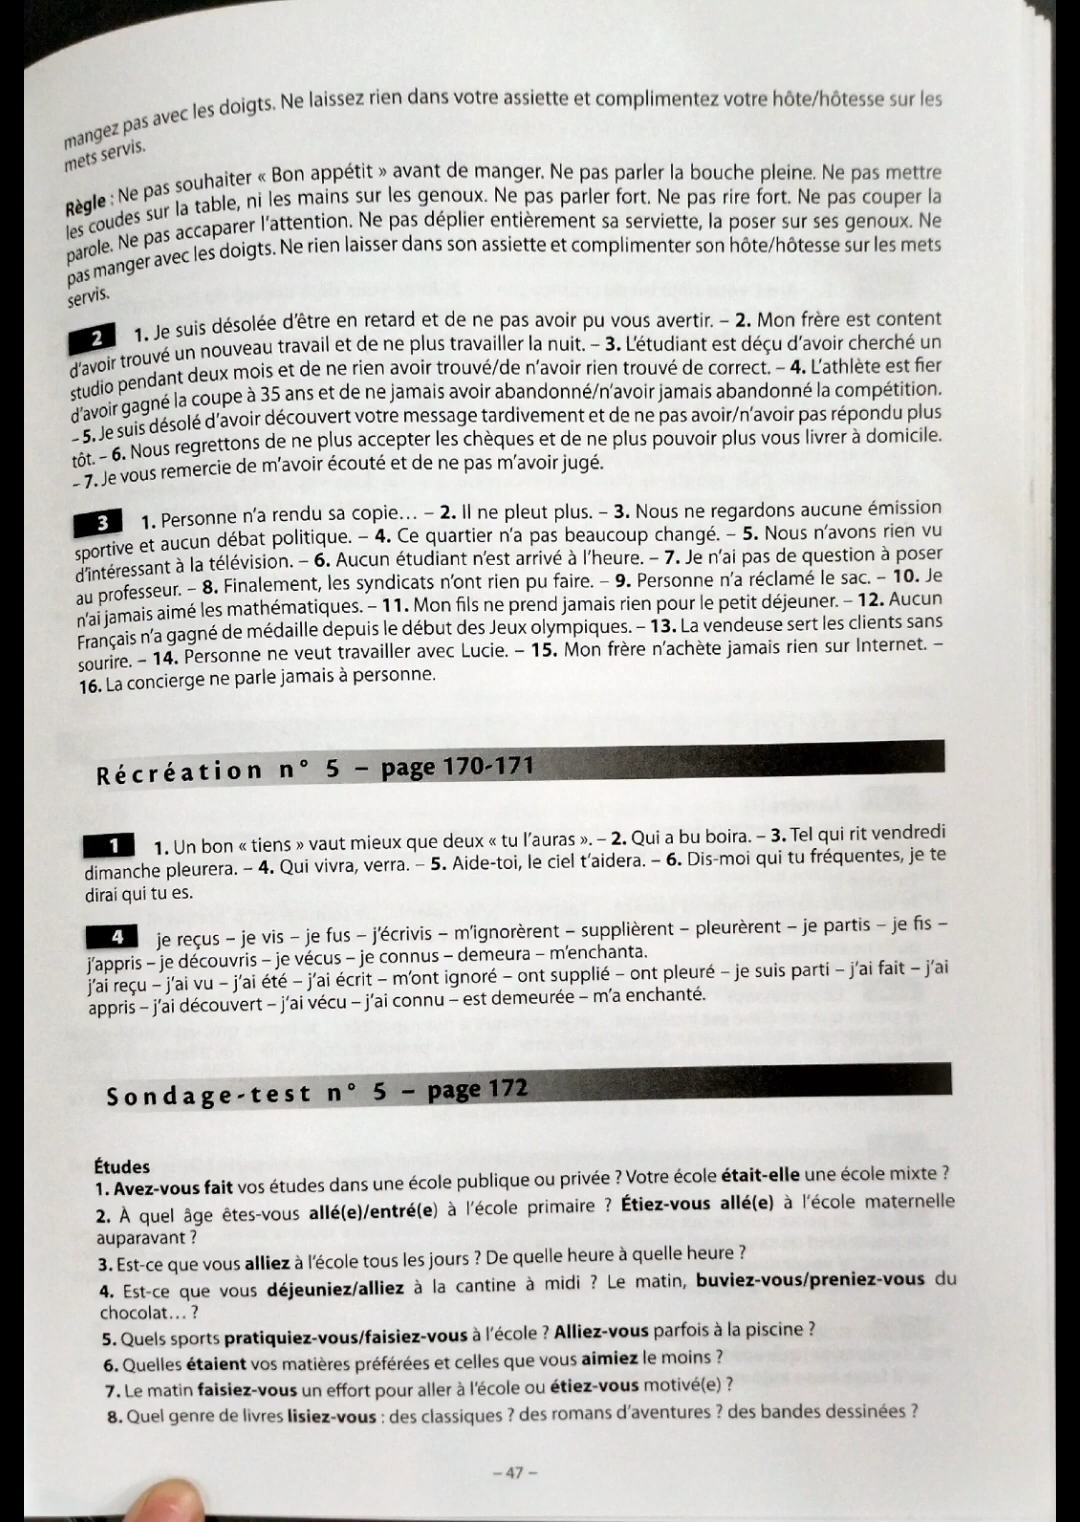 mangez pas avec les doigts. Ne laissez rien dans votre assiette et complimentez votre hôte/hôtesse sur les
mets servis.
Règle : Ne pas souhaiter « Bon appétit » avant de manger. Ne pas parler la bouche pleine. Ne pas mettre
les coudes sur la table, ni les mains sur les genoux. Ne pas parler fort. Ne pas rire fort. Ne pas couper la
parole. Ne pas accaparer l'attention. Ne pas déplier entièrement sa serviette, la poser sur ses genoux. Ne
pas manger avec les doigts. Ne rien laisser dans son assiette et complimenter son hôte/hôtesse sur les mets
servis.
2 1. Je suis désolée d'être en retard et de ne pas avoir pu vous avertir. – 2. Mon frère est content
d'avoir trouvé un nouveau travail et de ne plus travailler la nuit. – 3. L'étudiant est déçu d'avoir cherché un
studio pendant deux mois et de ne rien avoir trouvé/de n'avoir rien trouvé de correct. – 4. L'athlète est fier
d'avoir gagné la coupe à 35 ans et de ne jamais avoir abandonné/n'avoir jamais abandonné la compétition.
– 5. Je suis désolé d'avoir découvert votre message tardivement et de ne pas avoir/n'avoir pas répondu plus
tôt. – 6. Nous regrettons de ne plus accepter les chèques et de ne plus pouvoir plus vous livrer à domicile.
– 7. Je vous remercie de m'avoir écouté et de ne pas m'avoir jugé.
3 1. Personne n'a rendu sa copie... – 2. Il ne pleut plus. – 3. Nous ne regardons aucune émission
sportive et aucun débat politique. – 4. Ce quartier n'a pas beaucoup changé. – 5. Nous n'avons rien vu
d'intéressant à la télévision. – 6. Aucun étudiant n'est arrivé à l'heure. – 7. Je n'ai pas de question à poser
au professeur. – 8. Finalement, les syndicats n'ont rien pu faire. – 9. Personne n'a réclamé le sac. – 10. Je
n'ai jamais aimé les mathématiques. – 11. Mon fils ne prend jamais rien pour le petit déjeuner. – 12. Aucun
Français n'a gagné de médaille depuis le début des Jeux olympiques. – 13. La vendeuse sert les clients sans
sourire. – 14. Personne ne veut travailler avec Lucie. – 15. Mon frère n'achète jamais rien sur Internet. –
16. La concierge ne parle jamais à personne.
Récréation n° 5 – page 170-171
1 1. Un bon « tiens » vaut mieux que deux « tu l'auras ». – 2. Qui a bu boira. – 3. Tel qui rit vendredi
dimanche pleurera. – 4. Qui vivra, verra. – 5. Aide-toi, le ciel t'aidera. – 6. Dis-moi qui tu fréquentes, je te
dirai qui tu es.
4 je reçus – je vis – je fus – j'écrivis – m'ignorèrent – supplièrent – pleurèrent – je partis – je fis –
j'appris – je découvris – je vécus – je connus – demeura – m'enchanta.
j'ai reçu – j'ai vu – j'ai été – j'ai écrit – m'ont ignoré – ont supplié – ont pleuré – je suis parti – j'ai fait – j'ai
appris – j'ai découvert – j'ai vécu – j'ai connu – est demeurée – m'a enchanté.
Sondage-test n° 5 – page 172
Études
1. Avez-vous fait vos études dans une école publique ou privée ? Votre école était-elle une école mixte ?
2. À quel âge êtes-vous allé(e)/entré(e) à l'école primaire ? Étiez-vous allé(e) à l'école maternelle
auparavant ?
3. Est-ce que vous alliez à l'école tous les jours ? De quelle heure à quelle heure ?
4. Est-ce que vous déjeuniez/alliez à la cantine à midi ? Le matin, buviez-vous/preniez-vous du
chocolat... ?
5. Quels sports pratiquiez-vous/faisiez-vous à l'école ? Alliez-vous parfois à la piscine ?
6. Quelles étaient vos matières préférées et celles que vous aimiez le moins ?
7. Le matin faisiez-vous un effort pour aller à l'école ou étiez-vous motivé(e) ?
8. Quel genre de livres lisiez-vous : des classiques ? des romans d'aventures ? des bandes dessinées ?
– 47 –